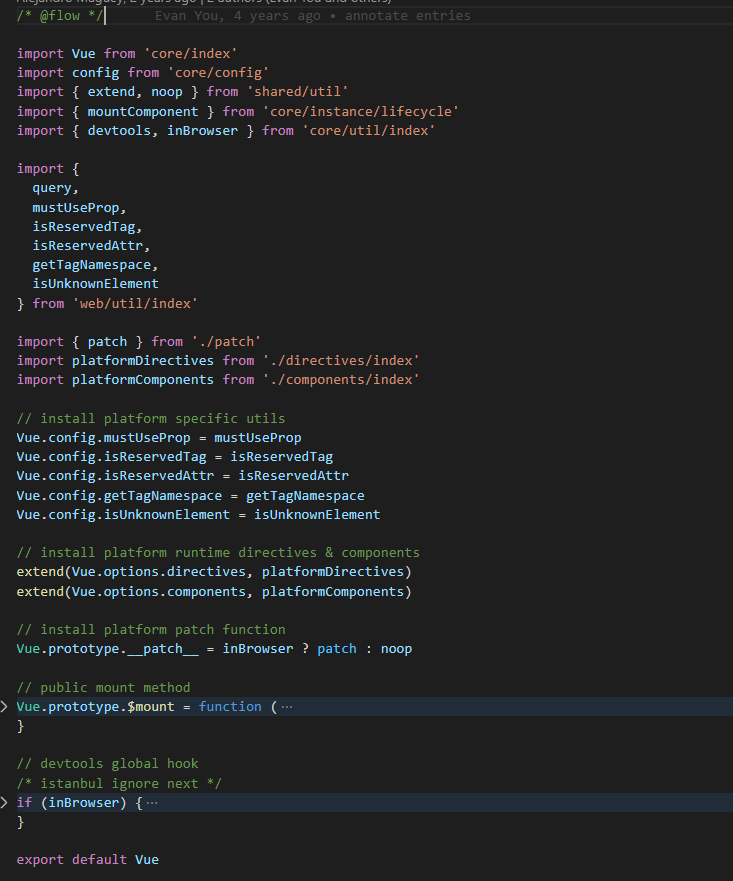 Alejandro Muguey, 2 years ago | 2 authors (Evan You and others)
/* @flow */ Evan You, 4 years ago • annotate entries
import Vue from 'core/index'
import config from 'core/config'
import { extend, noop } from 'shared/util'
import { mountComponent } from 'core/instance/lifecycle'
import { devtools, inBrowser } from 'core/util/index'
import {
  query,
  mustUseProp,
  isReservedTag,
  isReservedAttr,
  getTagNamespace,
  isUnknownElement
} from 'web/util/index'
import { patch } from './patch'
import platformDirectives from './directives/index'
import platformComponents from './components/index'
// install platform specific utils
Vue.config.mustUseProp = mustUseProp
Vue.config.isReservedTag = isReservedTag
Vue.config.isReservedAttr = isReservedAttr
Vue.config.getTagNamespace = getTagNamespace
Vue.config.isUnknownElement = isUnknownElement
// install platform runtime directives & components
extend(Vue.options.directives, platformDirectives)
extend(Vue.options.components, platformComponents)
// install platform patch function
Vue.prototype.__patch__ = inBrowser ? patch : noop
// public mount method
Vue.prototype.$mount = function (⋯
}
// devtools global hook
/* istanbul ignore next */
if (inBrowser) {⋯
}
export default Vue